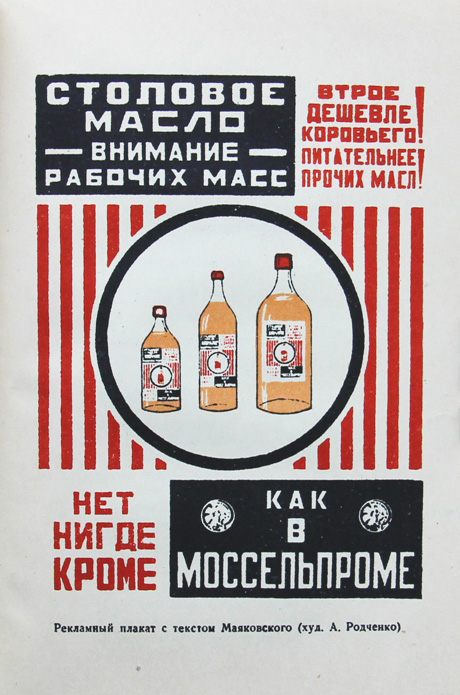 СТОЛОВОЕ
МАСЛО
— ВНИМАНИЕ —
РАБОЧИХ МАСС
ВТРОЕ
ДЕШЕВЛЕ
КОРОВЬЕГО!
ПИТАТЕЛЬНЕЕ
ПРОЧИХ МАСЛ!
НЕТ
НИГДЕ
КРОМЕ
КАК
В
МОССЕЛЬПРОМЕ
Рекламный плакат с текстом Маяковского (худ. А. Родченко)